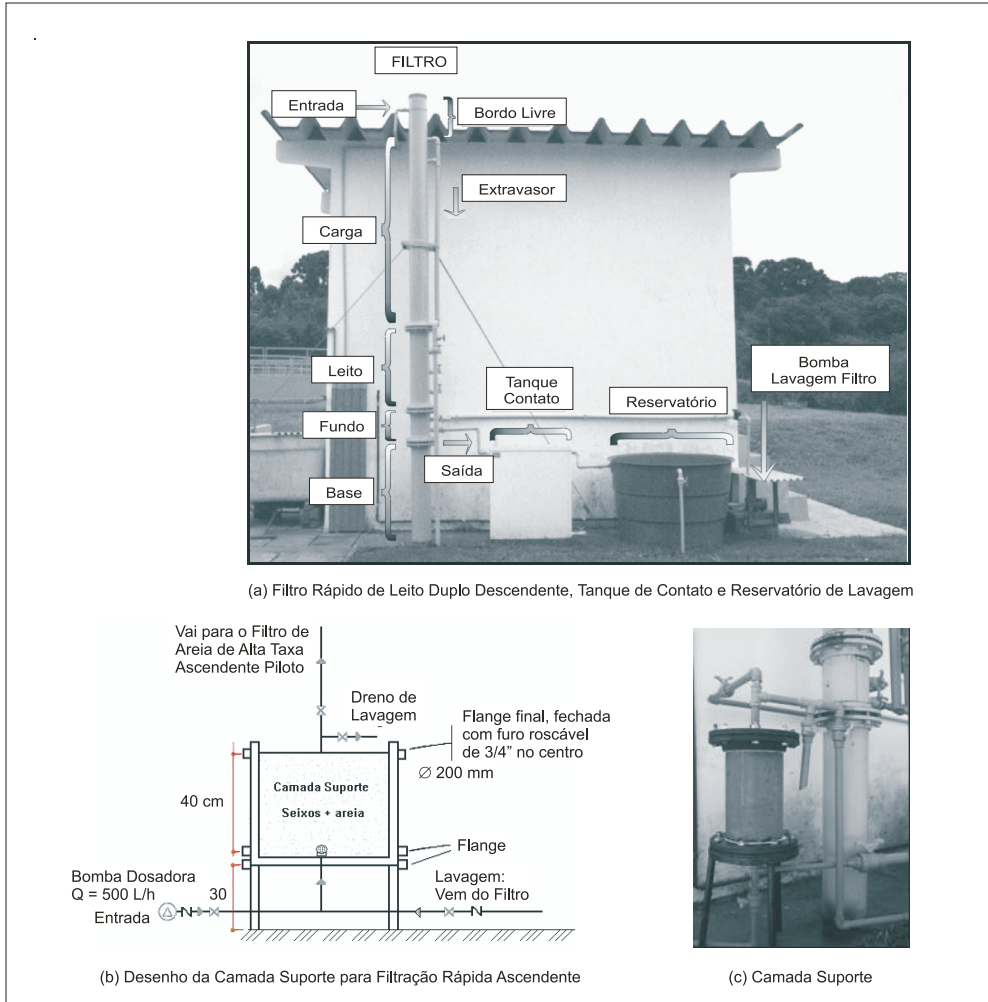 FILTRO
Entrada
Bordo Livre
Extravasor
Carga
Leito
Fundo
Base
Saída
Tanque
Contato
Reservatório
Bomba
Lavagem Filtro
(a) Filtro Rápido de Leito Duplo Descendente, Tanque de Contato e Reservatório de Lavagem
Vai para o Filtro de
Areia de Alta Taxa
Ascendente Piloto
Dreno de
Lavagem
Flange final, fechada
com furo roscável
de 3/4" no centro
Ø 200 mm
40 cm
Camada Suporte
Seixos + areia
Flange
Bomba Dosadora
Q = 500 L/h
30
Entrada
Lavagem:
Vem do Filtro
(b) Desenho da Camada Suporte para Filtração Rápida Ascendente
(c) Camada Suporte